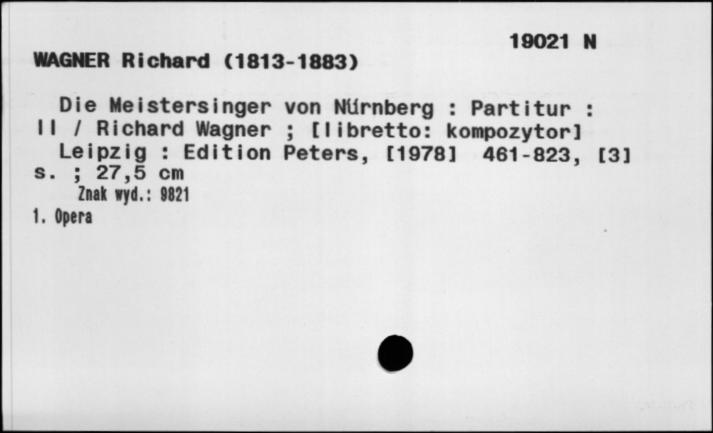 19021 N
WAGNER Richard (1813-1883)
Die Meistersinger von Nürnberg : Partitur :
II / Richard Wagner ; [libretto: kompozytor]
Leipzig : Edition Peters, [1978] 461-823, [3]
s. ; 27,5 cm
Znak wyd.: 9821
1. Opera